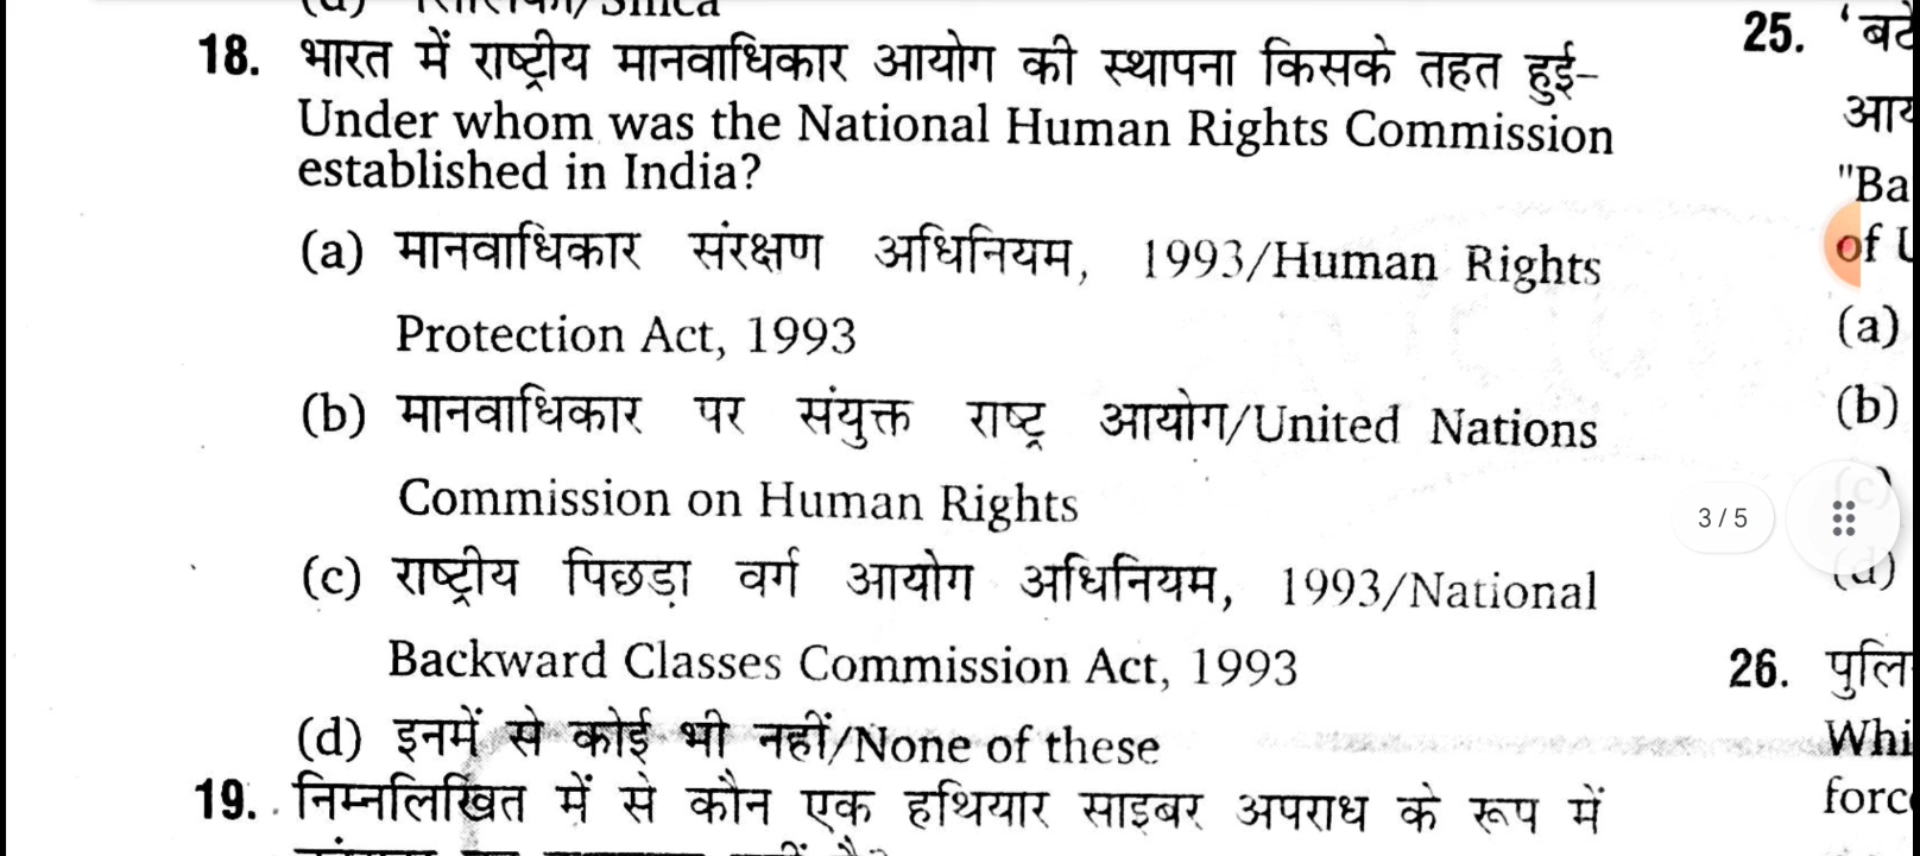 18. भारत में राष्ट्रीय मानवाधिकार आयोग की स्थापना किसके तहत हुई–
Under whom was the National Human Rights Commission
established in India?
(a) मानवाधिकार संरक्षण अधिनियम, 1993/Human Rights
Protection Act, 1993
(b) मानवाधिकार पर संयुक्त राष्ट्र आयोग/United Nations
Commission on Human Rights
(c) राष्ट्रीय पिछड़ा वर्ग आयोग अधिनियम, 1993/National
Backward Classes Commission Act, 1993
(d) इनमें से कोई भी नहीं/None of these
19. निम्नलिखित में से कौन एक हथियार साइबर अपराध के रूप में
25.
"Ba
of
(a)
(b)
(c)
(d)
26. पुलि
Whi
forc
3/5